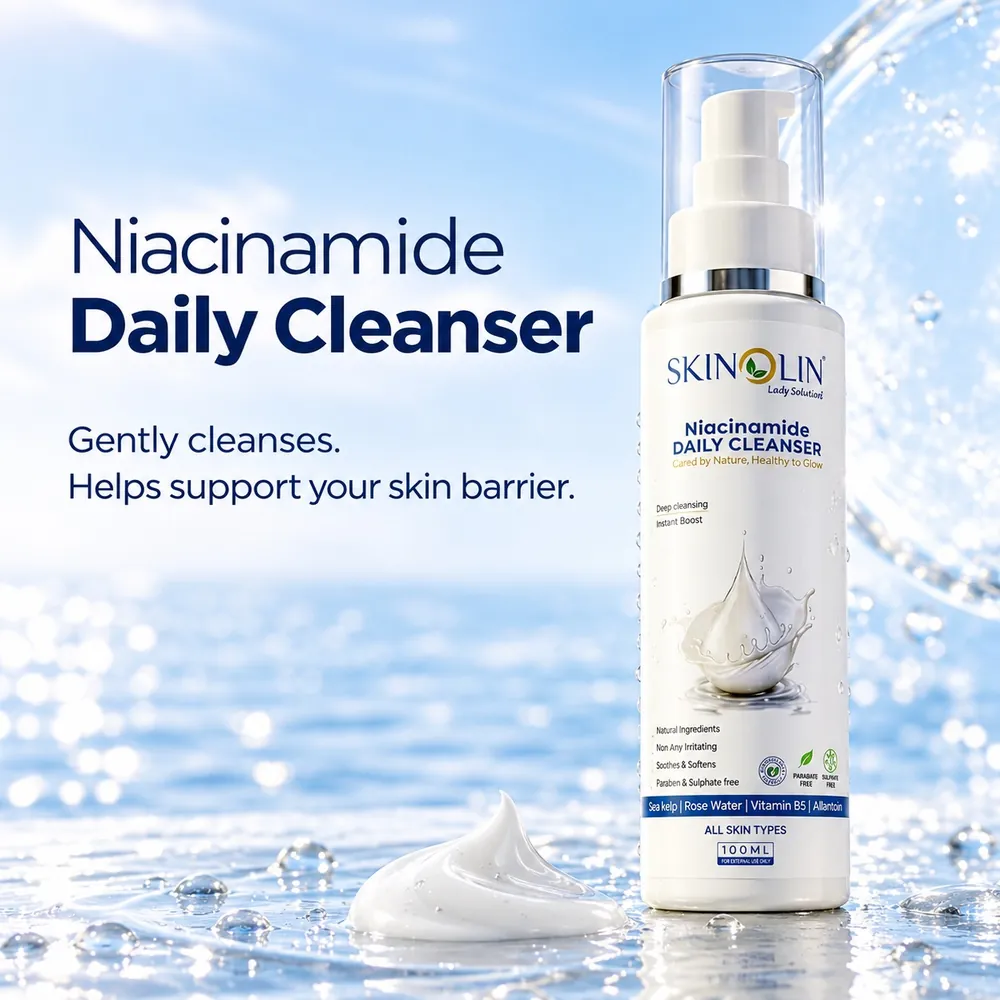 Niacinamide
Daily Cleanser
Gently cleanses.
Helps support your skin barrier.
SKINOLIN®
Lady Solutions
Niacinamide
DAILY CLEANSER
Cared by Nature, Healthy to Glow
Deep cleansing
Instant Boost
Natural Ingredients
Non Any Irritating
Soothes & Softens
Paraben & Sulphate free
PARABATE
FREE
SULPHATE
FREE
Sea kelp | Rose Water | Vitamin B5 | Allantoin
ALL SKIN TYPES
100ML
FOR EXTERNAL USE ONLY